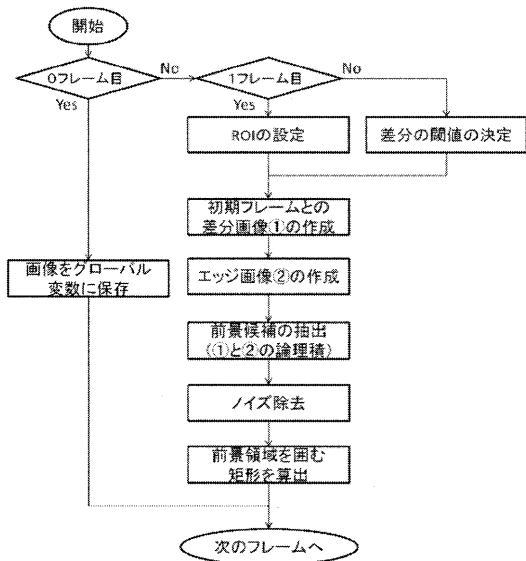 開始
0フレーム目
No
1フレーム目
No
Yes
Yes
ROIの設定
差分の閾値の決定
初期フレームとの
差分画像①の作成
画像をグローバル
変数に保存
エッジ画像②の作成
前景候補の抽出
(①と②の論理積)
ノイズ除去
前景領域を囲む
矩形を算出
次のフレームへ